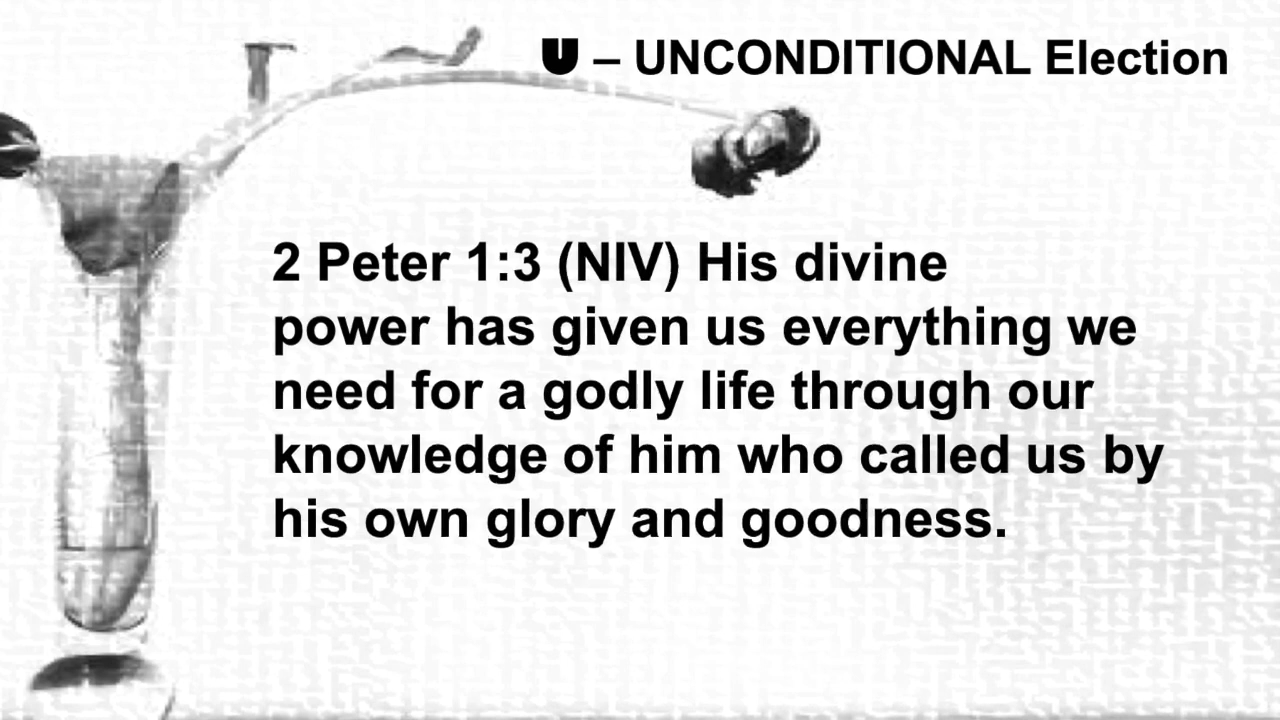 U – UNCONDITIONAL Election
2 Peter 1:3 (NIV) His divine
power has given us everything we
need for a godly life through our
knowledge of him who called us by
his own glory and goodness.